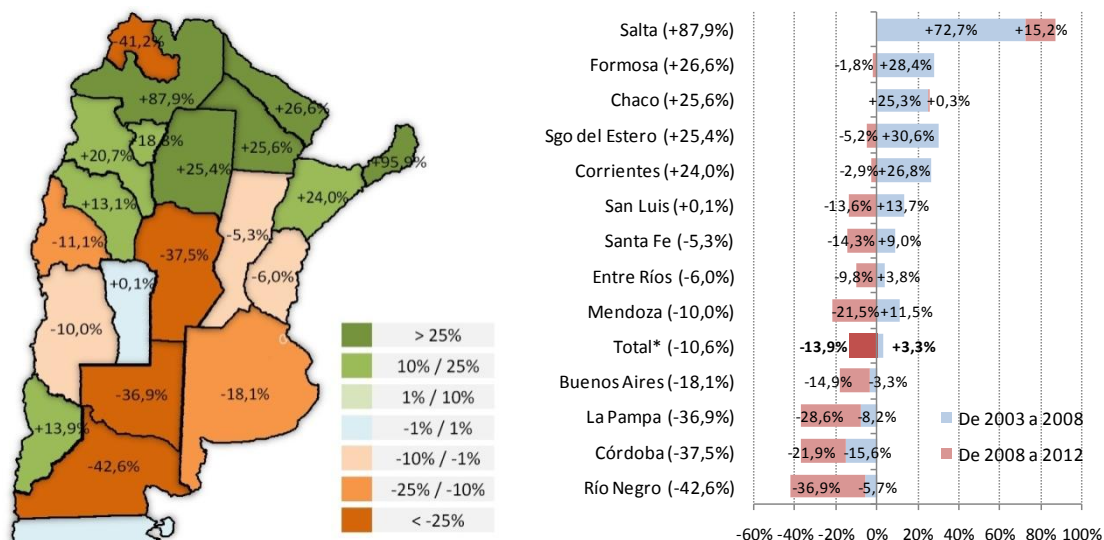 -41,2%
+87,9%
+26,6%
+18,8%
+25,6%
+95,9%
+20,7%
+25,4%
+24,0%
+13,1%
-11,1%
-5,3%
-37,5%
-6,0%
+0,1%
-10,0%
-36,9%
-18,1%
+13,9%
-42,6%
> 25%
10% / 25%
1% / 10%
-1% / 1%
-10% / -1%
-25% / -10%
< -25%
Salta (+87,9%) +72,7% +15,2%
Formosa (+26,6%) -1,8% +28,4%
Chaco (+25,6%) +25,3% +0,3%
Sgo del Estero (+25,4%) -5,2% +30,6%
Corrientes (+24,0%) -2,9% +26,8%
San Luis (+0,1%) -13,6% +13,7%
Santa Fe (-5,3%) -14,3% +9,0%
Entre Ríos (-6,0%) -9,8% +3,8%
Mendoza (-10,0%) -21,5% +11,5%
Total* (-10,6%) -13,9% +3,3%
Buenos Aires (-18,1%) -14,9% -3,3%
La Pampa (-36,9%) -28,6% -8,2%
Córdoba (-37,5%) -21,9% -15,6%
Río Negro (-42,6%) -36,9% -5,7%
De 2003 a 2008
De 2008 a 2012
-60% -40% -20% 0% 20% 40% 60% 80% 100%